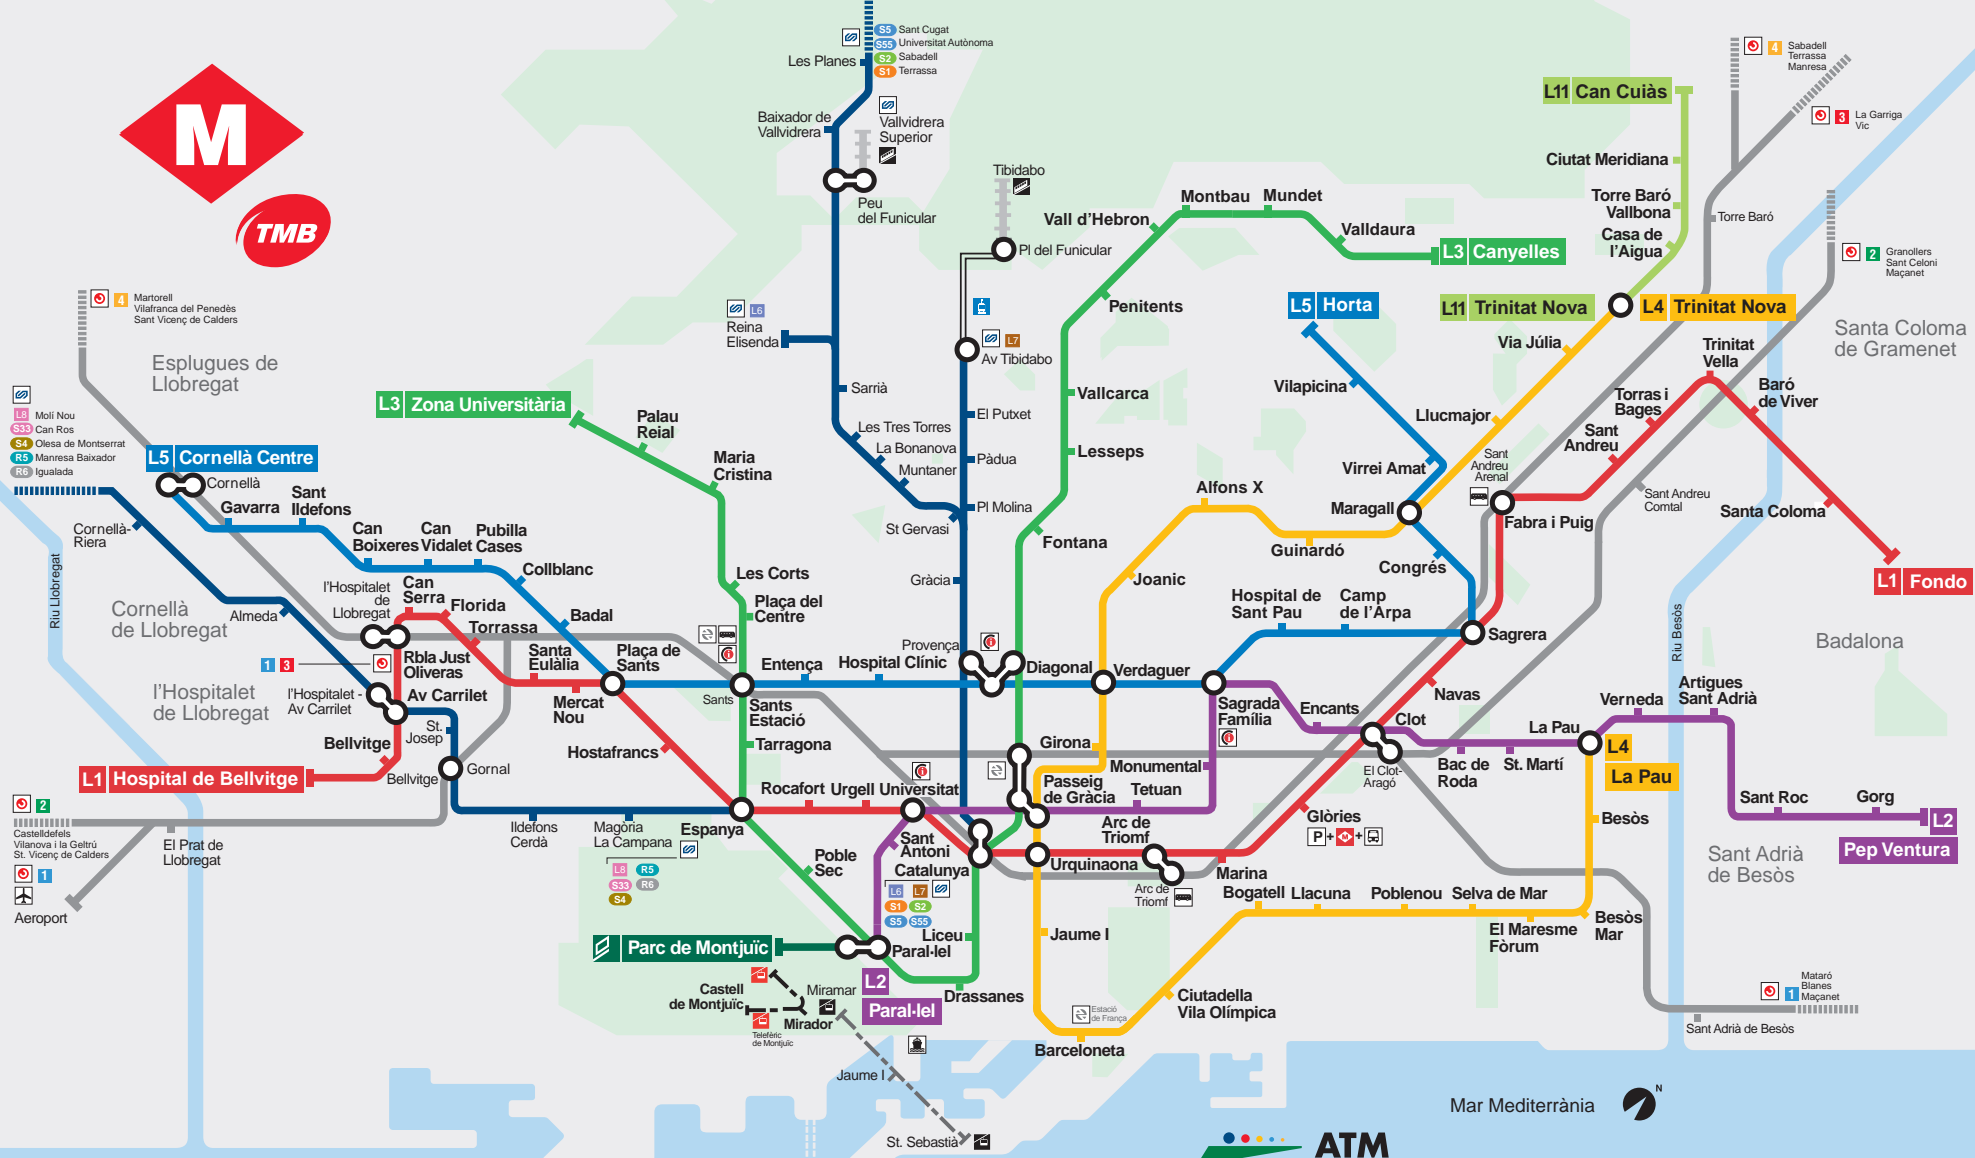 M
TMB
S5 Sant Cugat
S55 Universitat Autònoma
S2 Sabadell
S1 Terrassa
Les Planes
Baixador de
Vallvidrera
Vallvidrera
Superior
Peu
del Funicular
Tibidabo
Pl del Funicular
L7
Av Tibidabo
L6
Reina
Elisenda
Sarrià
Les Tres Torres
La Bonanova
Muntaner
St Gervasi
El Putxet
Pàdua
Pl Molina
Gràcia
Provença
4
Martorell
Vilafranca del Penedès
Sant Vicenç de Calders
Esplugues de
Llobregat
L8 Molí Nou
S33 Can Ros
S4 Olesa de Montserrat
R5 Manresa Baixador
R6 Igualada
L5 Cornellà Centre
Cornellà
Cornellà-
Riera
Riu Llobregat
Gavarra
Sant
Ildefons
Can
Boixeres
Can
Vidalet
Pubilla
Cases
Collblanc
Badal
Plaça de
Sants
Cornellà
de Llobregat
Almeda
l'Hospitalet
de
Llobregat
Can
Serra
Florida
Torrassa
Santa
Eulàlia
Mercat
Nou
Hostafrancs
1 3
Rbla Just
Oliveras
l'Hospitalet -
Av Carrilet
Av Carrilet
l'Hospitalet
de Llobregat
St.
Josep
Bellvitge
L1 Hospital de Bellvitge
Bellvitge
Gornal
2
Castelldefels
Vilanova i la Geltrú
St. Vicenç de Calders
1
Aeroport
El Prat de
Llobregat
Ildefons
Cerdà
Magòria
La Campana
L8 R5
S33 R6
S4
Espanya
L3 Zona Universitària
Palau
Reial
Maria
Cristina
Les Corts
Plaça del
Centre
Sants
Sants
Estació
Tarragona
Entença
Hospital Clínic
Diagonal
Verdaguer
Rocafort
Urgell
Universitat
Sant
Antoni
Catalunya
L6 L7
S1 S2
S5 S55
Poble
Sec
Liceu
Paral·lel
L2
Paral·lel
Drassanes
Parc de Montjuïc
Castell
de Montjuïc
Miramar
Mirador
Telefèric
de Montjuïc
Jaume I
St. Sebastià
L3 Canyelles
Valldaura
Mundet
Montbau
Vall d'Hebron
Penitents
Vallcarca
Lesseps
Fontana
L11 Can Cuiàs
Ciutat Meridiana
Torre Baró
Vallbona
Casa de
l'Aigua
L11 Trinitat Nova
L4 Trinitat Nova
Via Júlia
Llucmajor
Maragall
Guinardó
Alfons X
Joanic
L5 Horta
Vilapicina
Virrei Amat
Congrés
Sagrera
Camp
de l'Arpa
Hospital de
Sant Pau
Sagrada
Família
4
Sabadell
Terrassa
Manresa
3
La Garriga
Vic
Torre Baró
2
Granollers
Sant Celoni
Maçanet
Santa Coloma
de Gramenet
Trinitat
Vella
Baró
de Viver
Torras i
Bages
Sant
Andreu
Sant
Andreu
Arenal
Fabra i Puig
Sant Andreu
Comtal
Santa Coloma
L1 Fondo
Riu Besòs
Badalona
Navas
Encants
Clot
El Clot-
Aragó
Bac de
Roda
St. Martí
La Pau
L4
La Pau
Verneda
Artigues
Sant Adrià
Sant Roc
Gorg
L2
Pep Ventura
Sant Adrià
de Besòs
Girona
Passeig
de Gràcia
Monumental
Tetuan
Arc de
Triomf
Urquinaona
Arc de
Triomf
Glòries
P+M+
Marina
Bogatell
Llacuna
Poblenou
Selva de Mar
El Maresme
Fòrum
Besòs
Mar
Besòs
Jaume I
Ciutadella
Vila Olímpica
Estació
de França
Barceloneta
1
Mataró
Blanes
Maçanet
Sant Adrià de Besòs
Mar Mediterrània
N
ATM